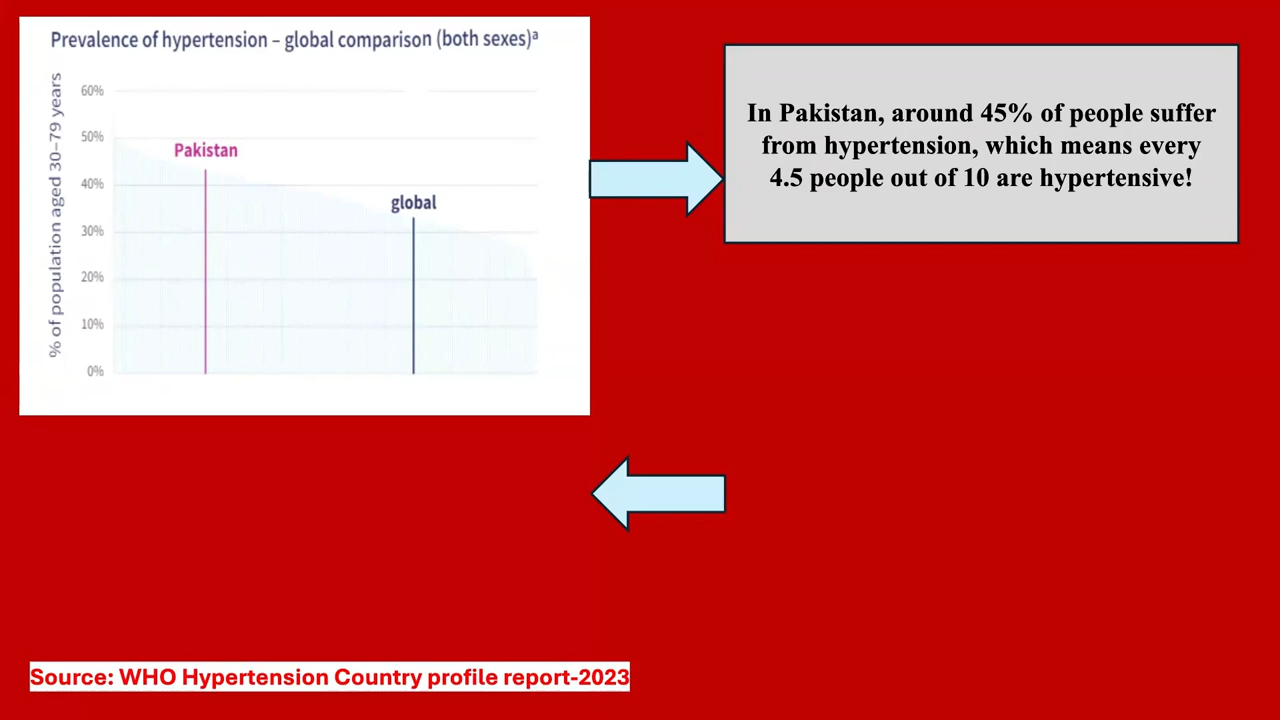 Prevalence of hypertension – global comparison (both sexes)ª
% of population aged 30–79 years
60%
50%
40%
30%
20%
10%
0%
Pakistan
global
In Pakistan, around 45% of people suffer
from hypertension, which means every
4.5 people out of 10 are hypertensive!
Source: WHO Hypertension Country profile report-2023